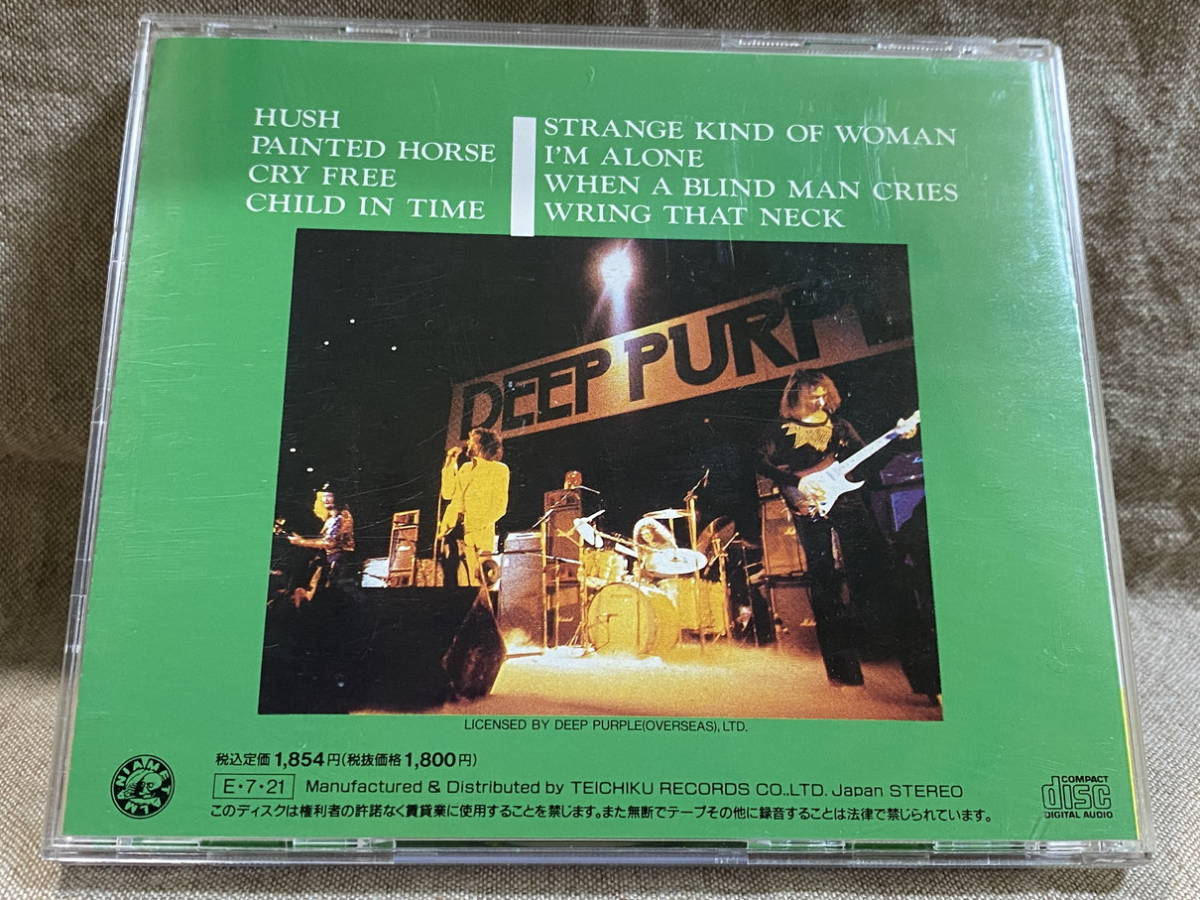 HUSH
PAINTED HORSE
CRY FREE
CHILD IN TIME
STRANGE KIND OF WOMAN
I'M ALONE
WHEN A BLIND MAN CRIES
WRING THAT NECK
DEEP PURPL
LICENSED BY DEEP PURPLE(OVERSEAS), LTD.
税込定価1,854円(税抜価格1,800円)
E・7・21 Manufactured & Distributed by TEICHIKU RECORDS CO.,LTD. Japan STEREO
このディスクは権利者の許諾なく賃貸業に使用することを禁じます。また無断でテープその他に録音することは法律で禁じられています。
METALMANIA
COMPACT
disc
DIGITAL AUDIO